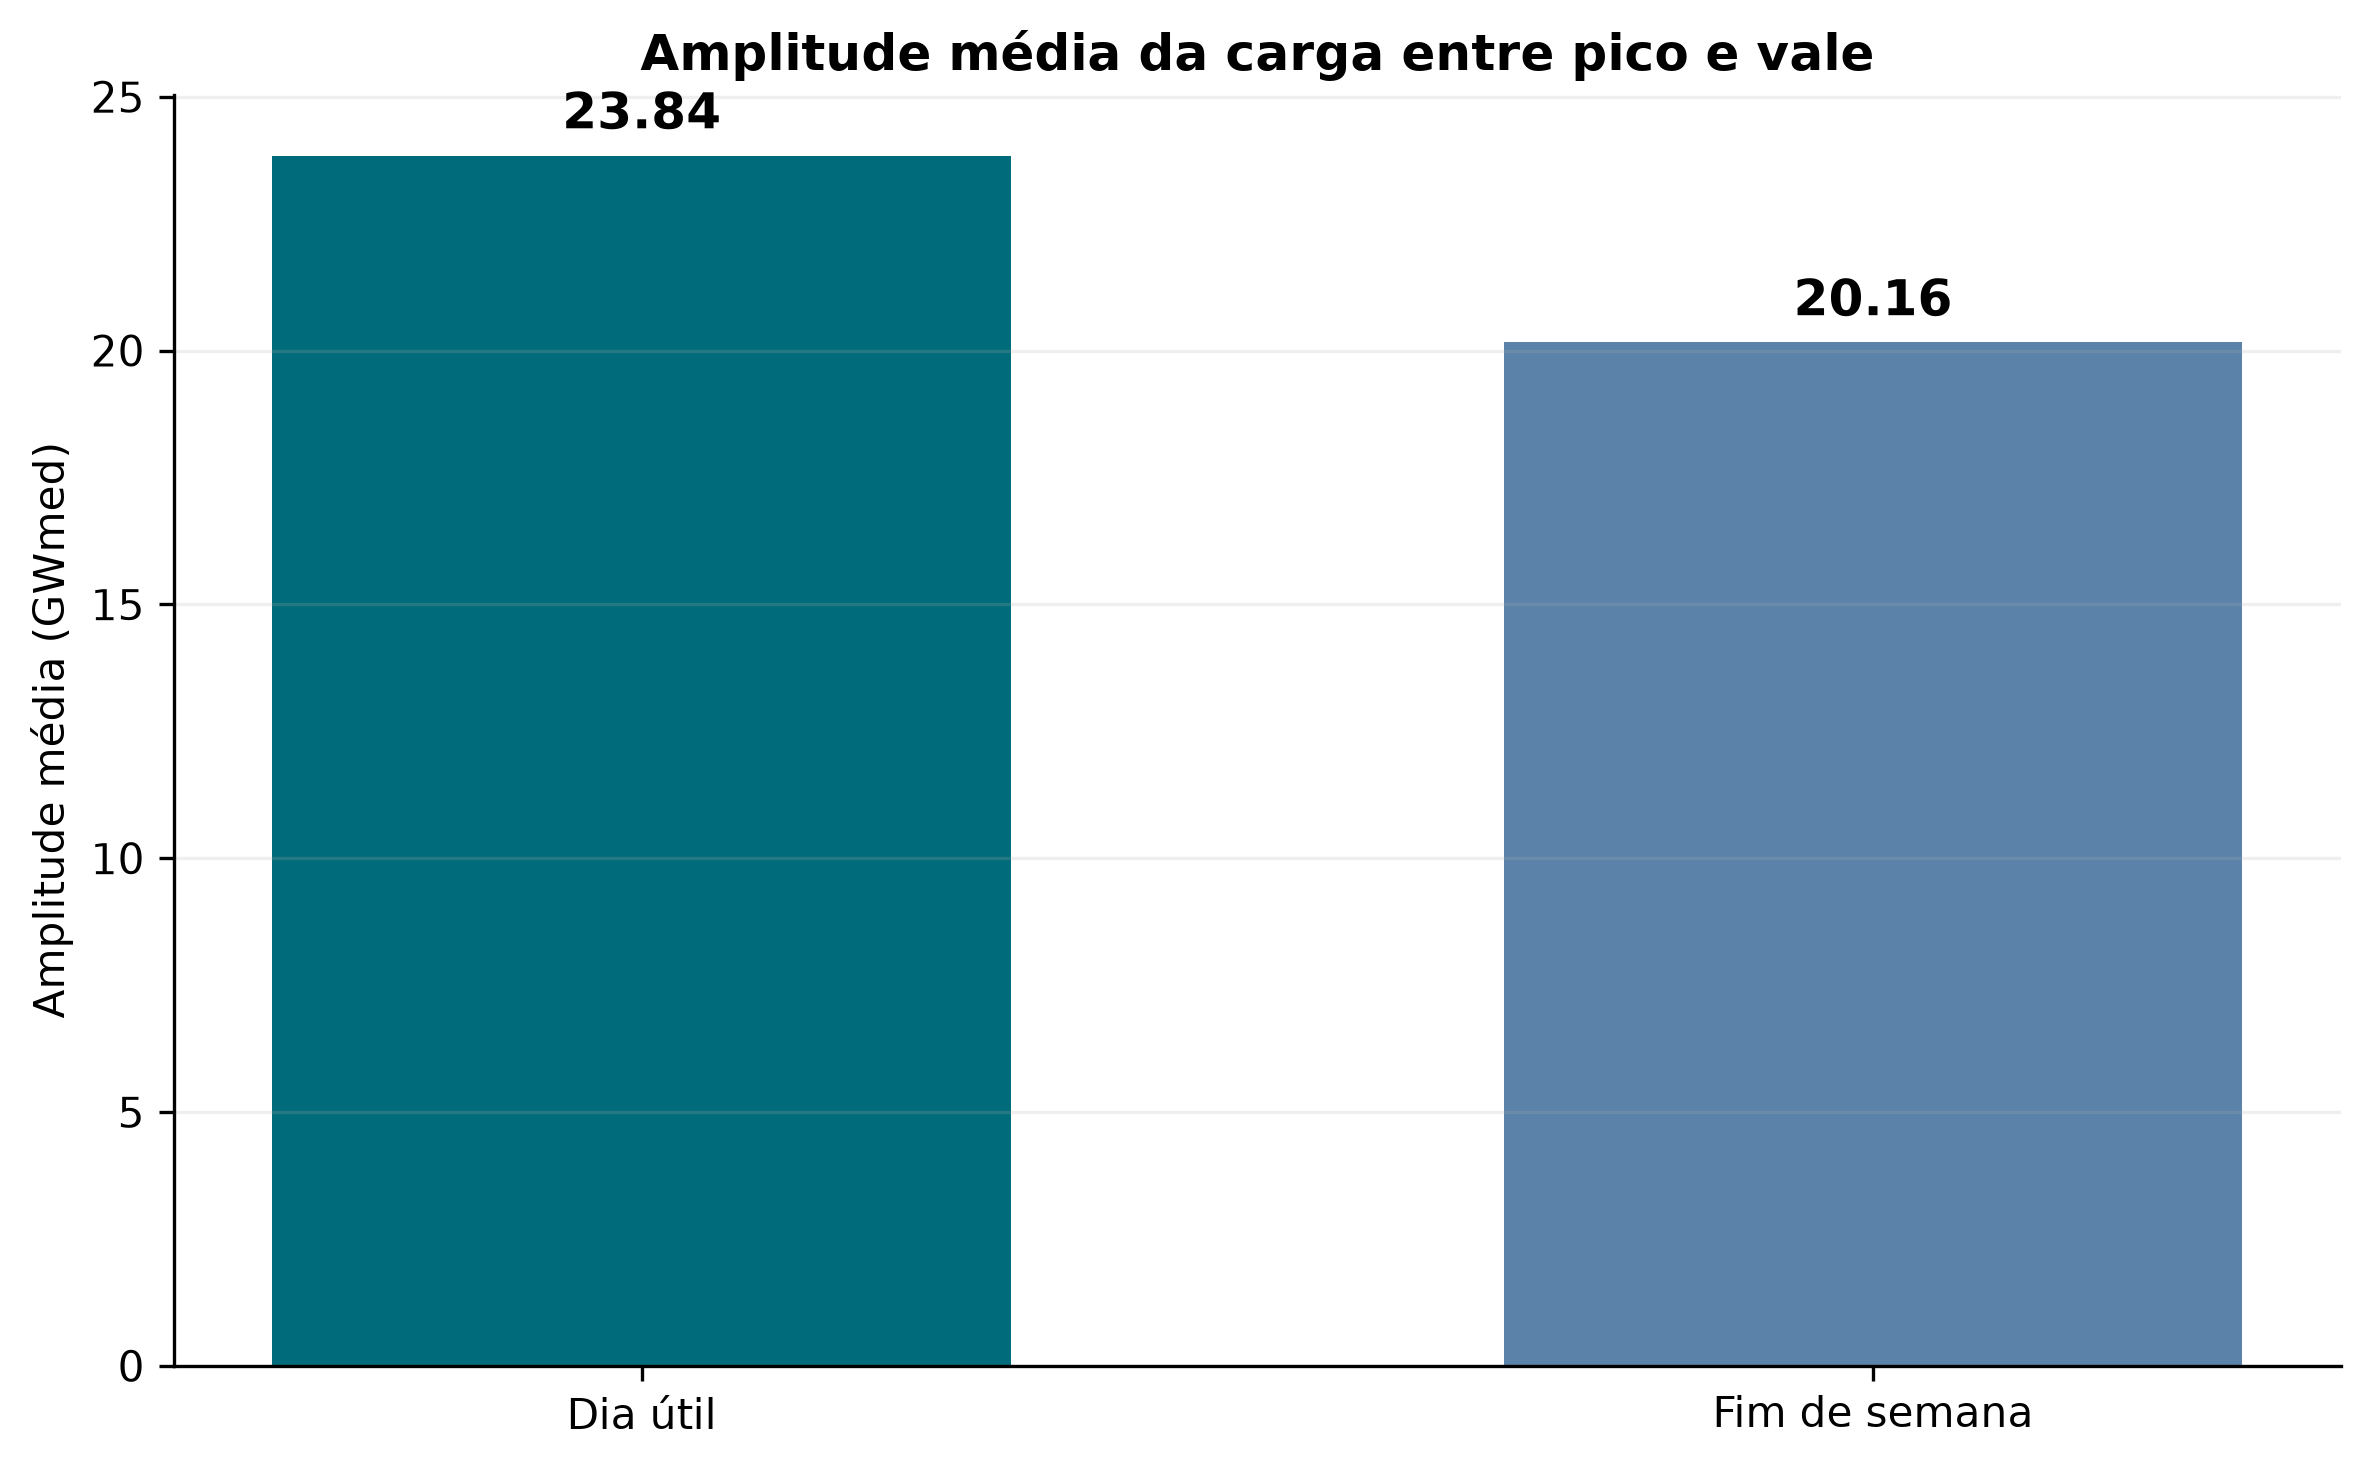 Amplitude média da carga entre pico e vale
Amplitude média (GWmed)
25
20
15
10
5
0
23.84
20.16
Dia útil
Fim de semana